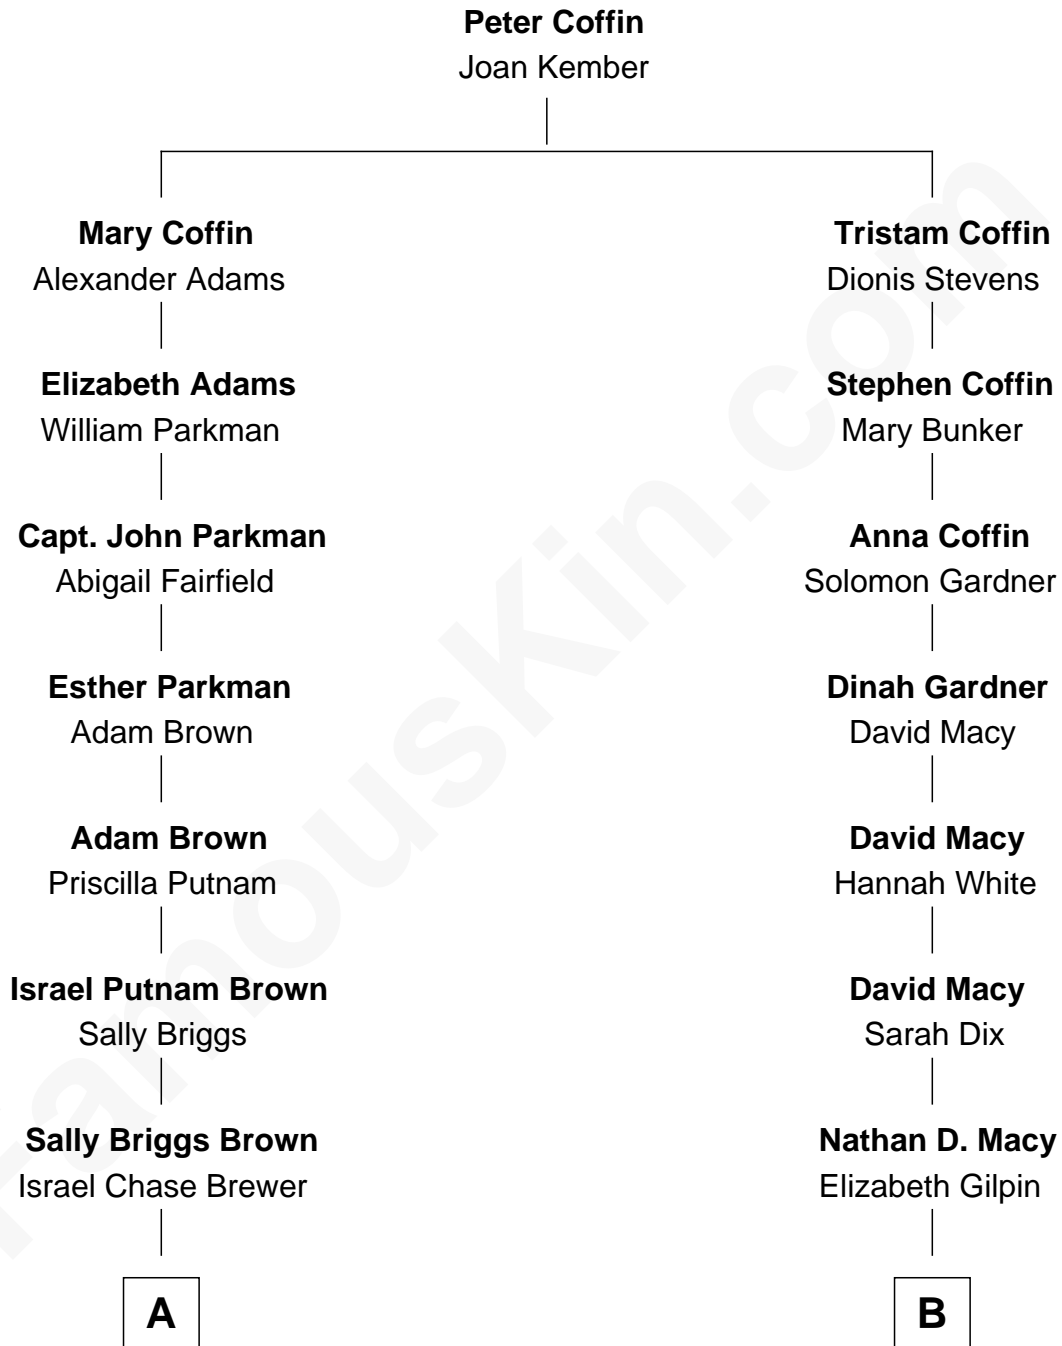 Peter Coffin
Joan Kember
Mary Coffin
Alexander Adams
Tristam Coffin
Dionis Stevens
Elizabeth Adams
William Parkman
Stephen Coffin
Mary Bunker
Capt. John Parkman
Abigail Fairfield
Anna Coffin
Solomon Gardner
Esther Parkman
Adam Brown
Dinah Gardner
David Macy
Adam Brown
Priscilla Putnam
David Macy
Hannah White
Israel Putnam Brown
Sally Briggs
David Macy
Sarah Dix
Sally Briggs Brown
Israel Chase Brewer
Nathan D. Macy
Elizabeth Gilpin
A
B
FamousKin.com